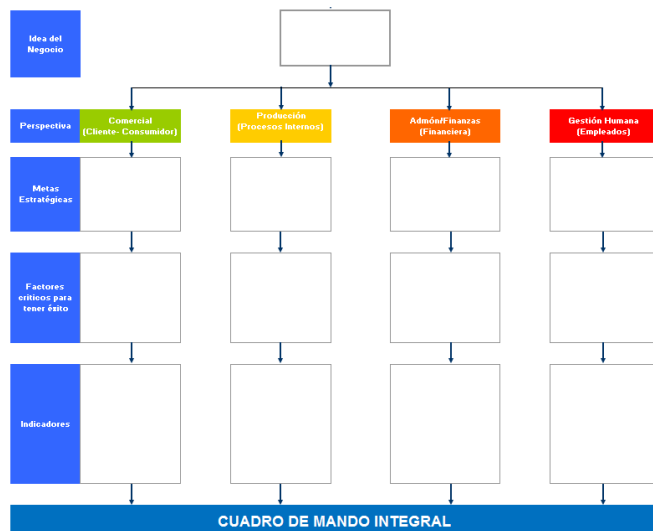 Idea del
Negocio
Perspectiva
Comercial
(Cliente- Consumidor)
Producción
(Procesos Internos)
Admón/Finanzas
(Financiera)
Gestión Humana
(Empleados)
Metas
Estratégicas
Factores
críticos para
tener éxito
Indicadores
CUADRO DE MANDO INTEGRAL